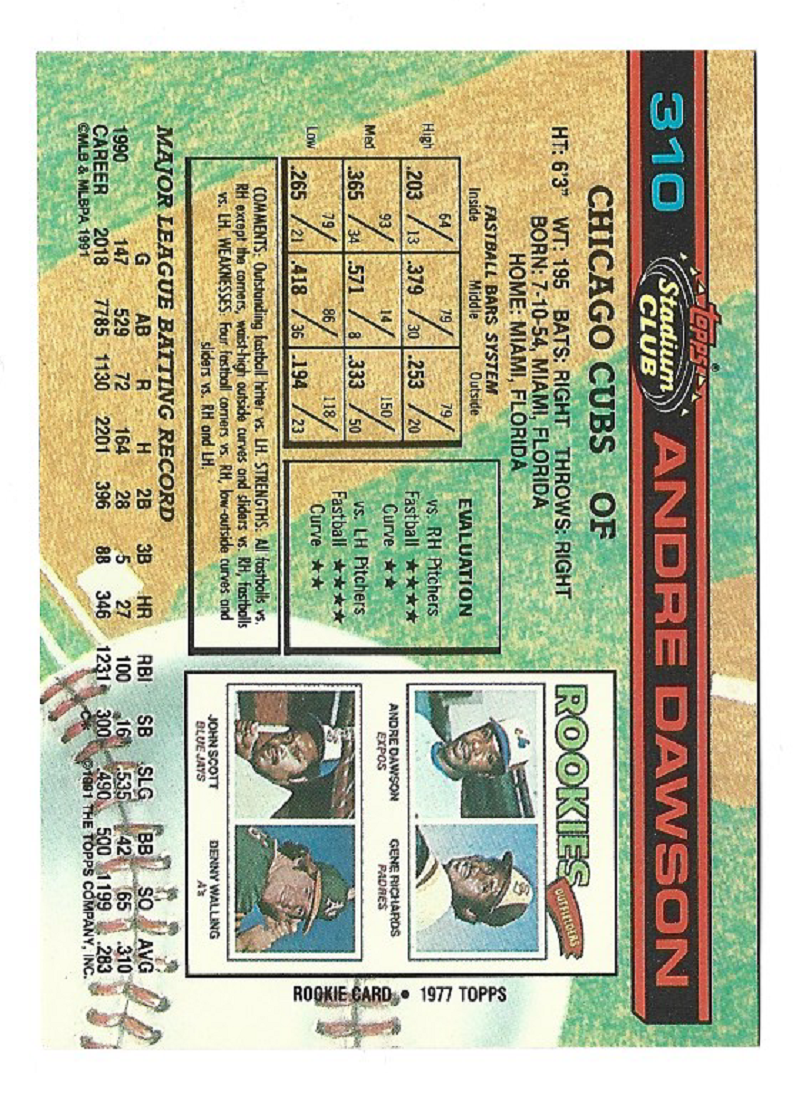 310 Topps® Stadium CLUB ANDRE DAWSON
CHICAGO CUBS OF
HT: 6'3" WT: 195 BATS: RIGHT THROWS: RIGHT
BORN: 7-10-54, MIAMI, FLORIDA
HOME: MIAMI, FLORIDA
FASTBALL BARS SYSTEM
Inside Middle Outside
High .203 64/13 .379 79/30 .253 79/20
Med .365 93/34 .571 14/8 .333 150/50
Low .265 79/21 .418 86/36 .194 118/23
EVALUATION
vs. RH Pitchers
Fastball ★★★★
Curve ★★
vs. LH Pitchers
Fastball ★★★★
Curve ★★
COMMENTS: Outstanding fastball hitter vs. LH. STRENGTHS: All fastballs vs.
RH except the corners, waist-high outside curves and sliders vs. RH, fastballs
vs. LH. WEAKNESSES: Four fastball corners vs. RH, low-outside curves and
sliders vs. RH and LH.
ROOKIES
OUTFIELDERS
ANDRE DAWSON
EXPOS
GENE RICHARDS
PADRES
JOHN SCOTT
BLUE JAYS
DENNY WALLING
A's
ROOKIE CARD • 1977 TOPPS
MAJOR LEAGUE BATTING RECORD
G AB R H 2B 3B HR RBI SB SLG BB SO AVG
1990 147 529 72 164 28 5 27 100 16 .535 42 65 .310
CAREER 2018 7785 1130 2201 396 88 346 1231 300 .490 500 1199 .283
©MLB & MLBPA 1991 C* ©1991 THE TOPPS COMPANY, INC.